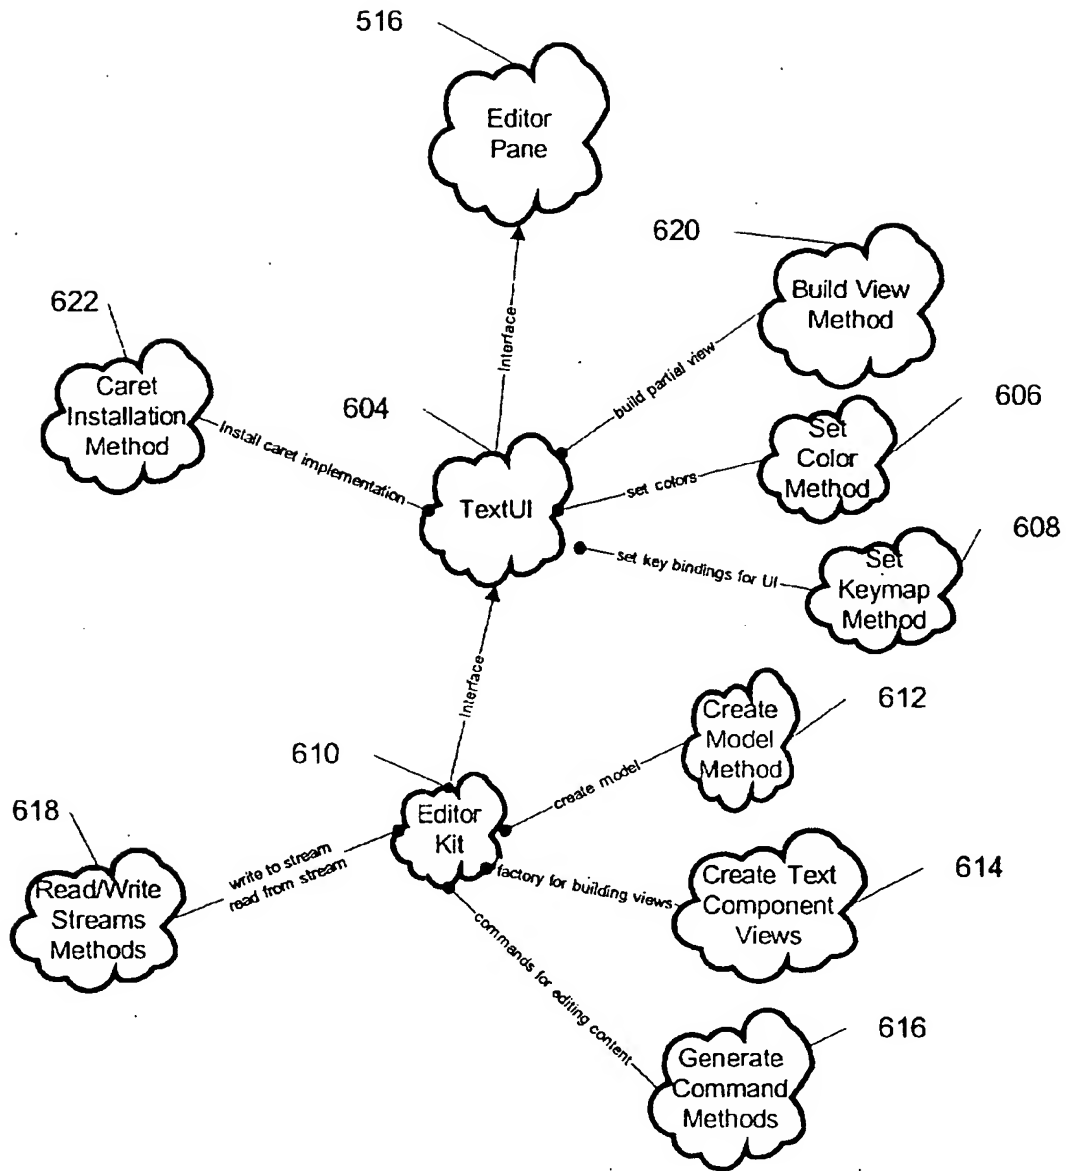 516
Editor
Pane
620
Build View
Method
622
Caret
Installation
Method
Interface
build partial view
604
606
Set
Color
Method
Install caret implementation
TextUI
set colors
608
set key bindings for UI
Set
Keymap
Method
Interface
612
Create
Model
Method
610
create model
Editor
Kit
618
write to stream
read from stream
Read/Write
Streams
Methods
factory for building views
Create Text
Component
Views
614
commands for editing content
616
Generate
Command
Methods